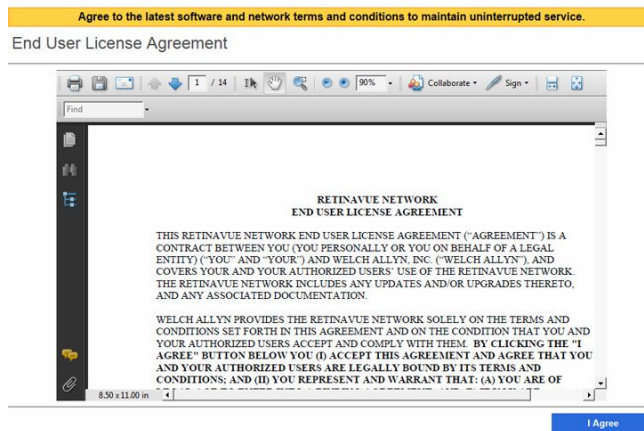 Agree to the latest software and network terms and conditions to maintain uninterrupted service.
End User License Agreement
1 / 14 90% Collaborate Sign
Find
RETINAVUE NETWORK
END USER LICENSE AGREEMENT
THIS RETINAVUE NETWORK END USER LICENSE AGREEMENT ("AGREEMENT") IS A
CONTRACT BETWEEN YOU (YOU PERSONALLY OR YOU ON BEHALF OF A LEGAL
ENTITY) ("YOU" AND "YOUR") AND WELCH ALLYN, INC. ("WELCH ALLYN"), AND
COVERS YOUR AND YOUR AUTHORIZED USERS' USE OF THE RETINAVUE NETWORK.
THE RETINAVUE NETWORK INCLUDES ANY UPDATES AND/OR UPGRADES THERETO,
AND ANY ASSOCIATED DOCUMENTATION.
WELCH ALLYN PROVIDES THE RETINAVUE NETWORK SOLELY ON THE TERMS AND
CONDITIONS SET FORTH IN THIS AGREEMENT AND ON THE CONDITION THAT YOU AND
YOUR AUTHORIZED USERS ACCEPT AND COMPLY WITH THEM. BY CLICKING THE "I
AGREE" BUTTON BELOW YOU (I) ACCEPT THIS AGREEMENT AND AGREE THAT YOU
AND YOUR AUTHORIZED USERS ARE LEGALLY BOUND BY ITS TERMS AND
CONDITIONS; AND (II) YOU REPRESENT AND WARRANT THAT: (A) YOU ARE OF
8.50 x 11.00 in
I Agree